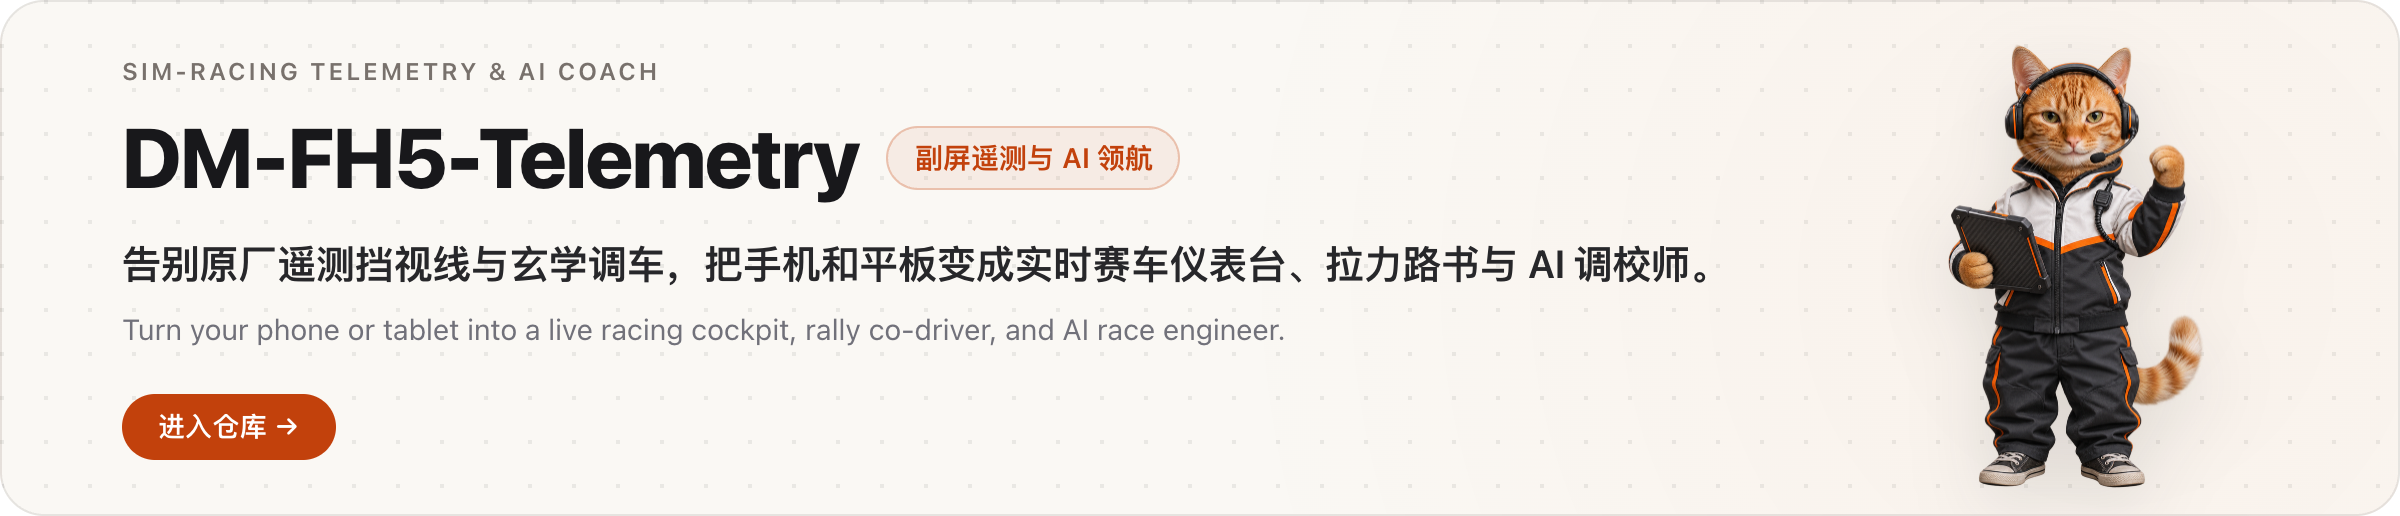 SIM-RACING TELEMETRY & AI COACH
DM-FH5-Telemetry
副屏遥测与 AI 领航
告别原厂遥测挡视线与玄学调车，把手机和平板变成实时赛车仪表台、拉力路书与 AI 调校师。
Turn your phone or tablet into a live racing cockpit, rally co-driver, and AI race engineer.
进入仓库 →